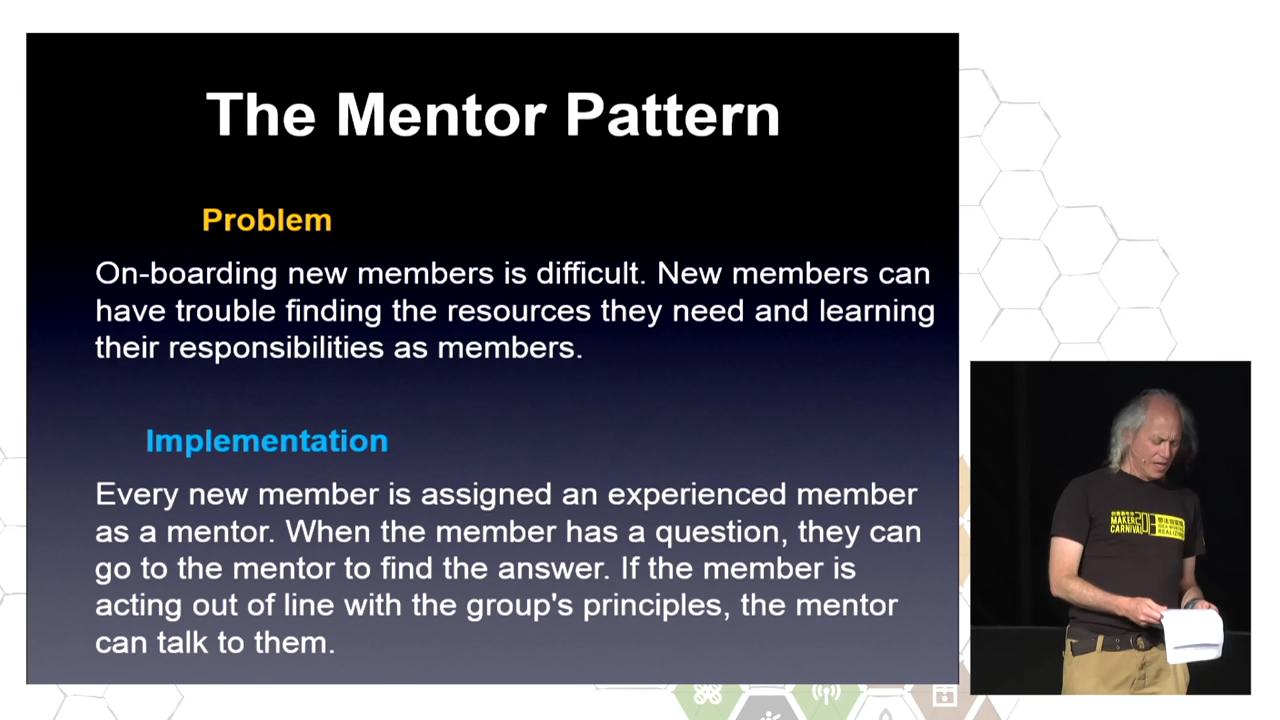 The Mentor Pattern
Problem
On-boarding new members is difficult. New members can
have trouble finding the resources they need and learning
their responsibilities as members.
Implementation
Every new member is assigned an experienced member
as a mentor. When the member has a question, they can
go to the mentor to find the answer. If the member is
acting out of line with the group's principles, the mentor
can talk to them.
MAKER
CARNIVAL